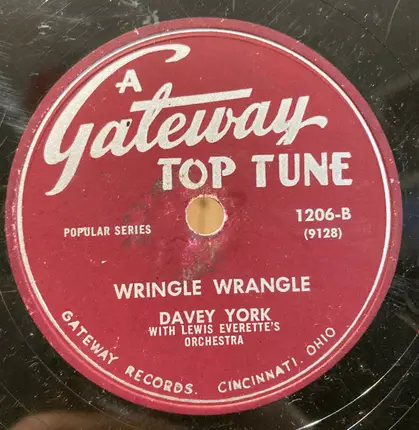 A
Gateway
TOP TUNE
POPULAR SERIES
1206-B
(9128)
WRINGLE WRANGLE
DAVEY YORK
WITH LEWIS EVERETTE'S
ORCHESTRA
GATEWAY RECORDS. CINCINNATI. OHIO